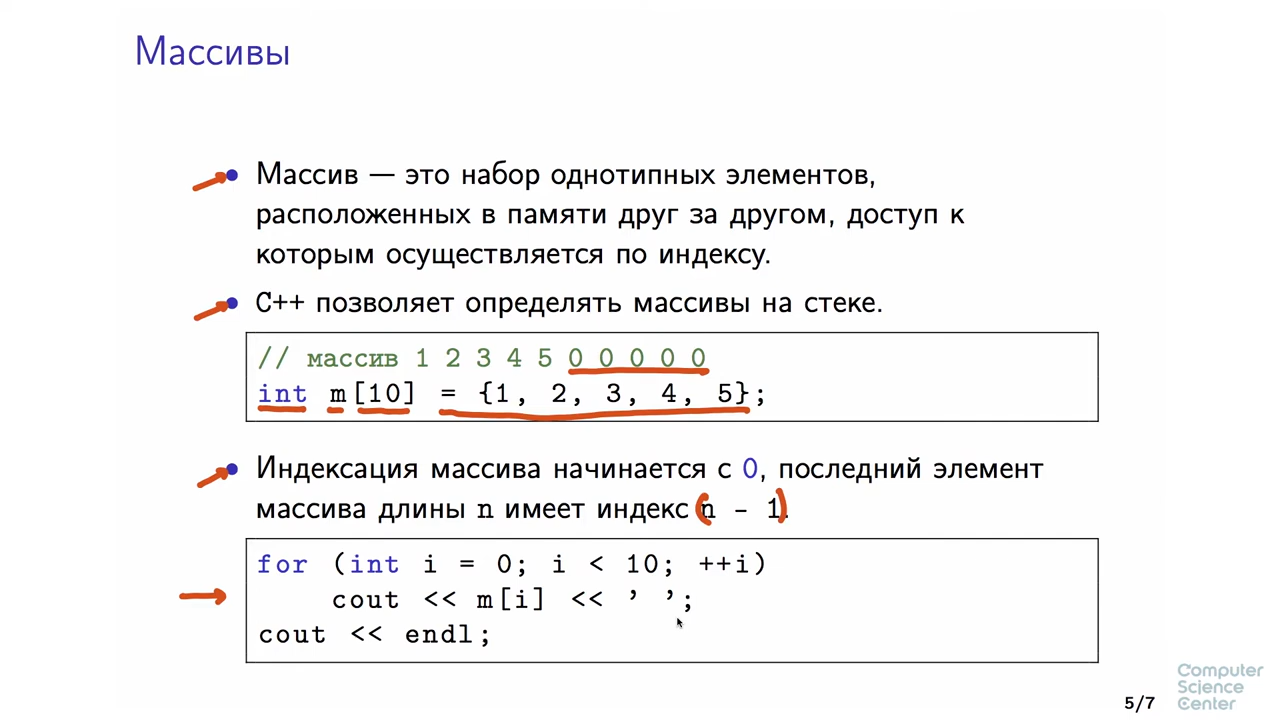 Массивы
Массив — это набор однотипных элементов,
расположенных в памяти друг за другом, доступ к
которым осуществляется по индексу.
C++ позволяет определять массивы на стеке.
// массив 1 2 3 4 5 0 0 0 0 0
int m[10] = {1, 2, 3, 4, 5};
Индексация массива начинается с 0, последний элемент
массива длины n имеет индекс n - 1.
for (int i = 0; i < 10; ++i)
cout << m[i] << ’ ’;
cout << endl;
5/7
Computer
Science
Center